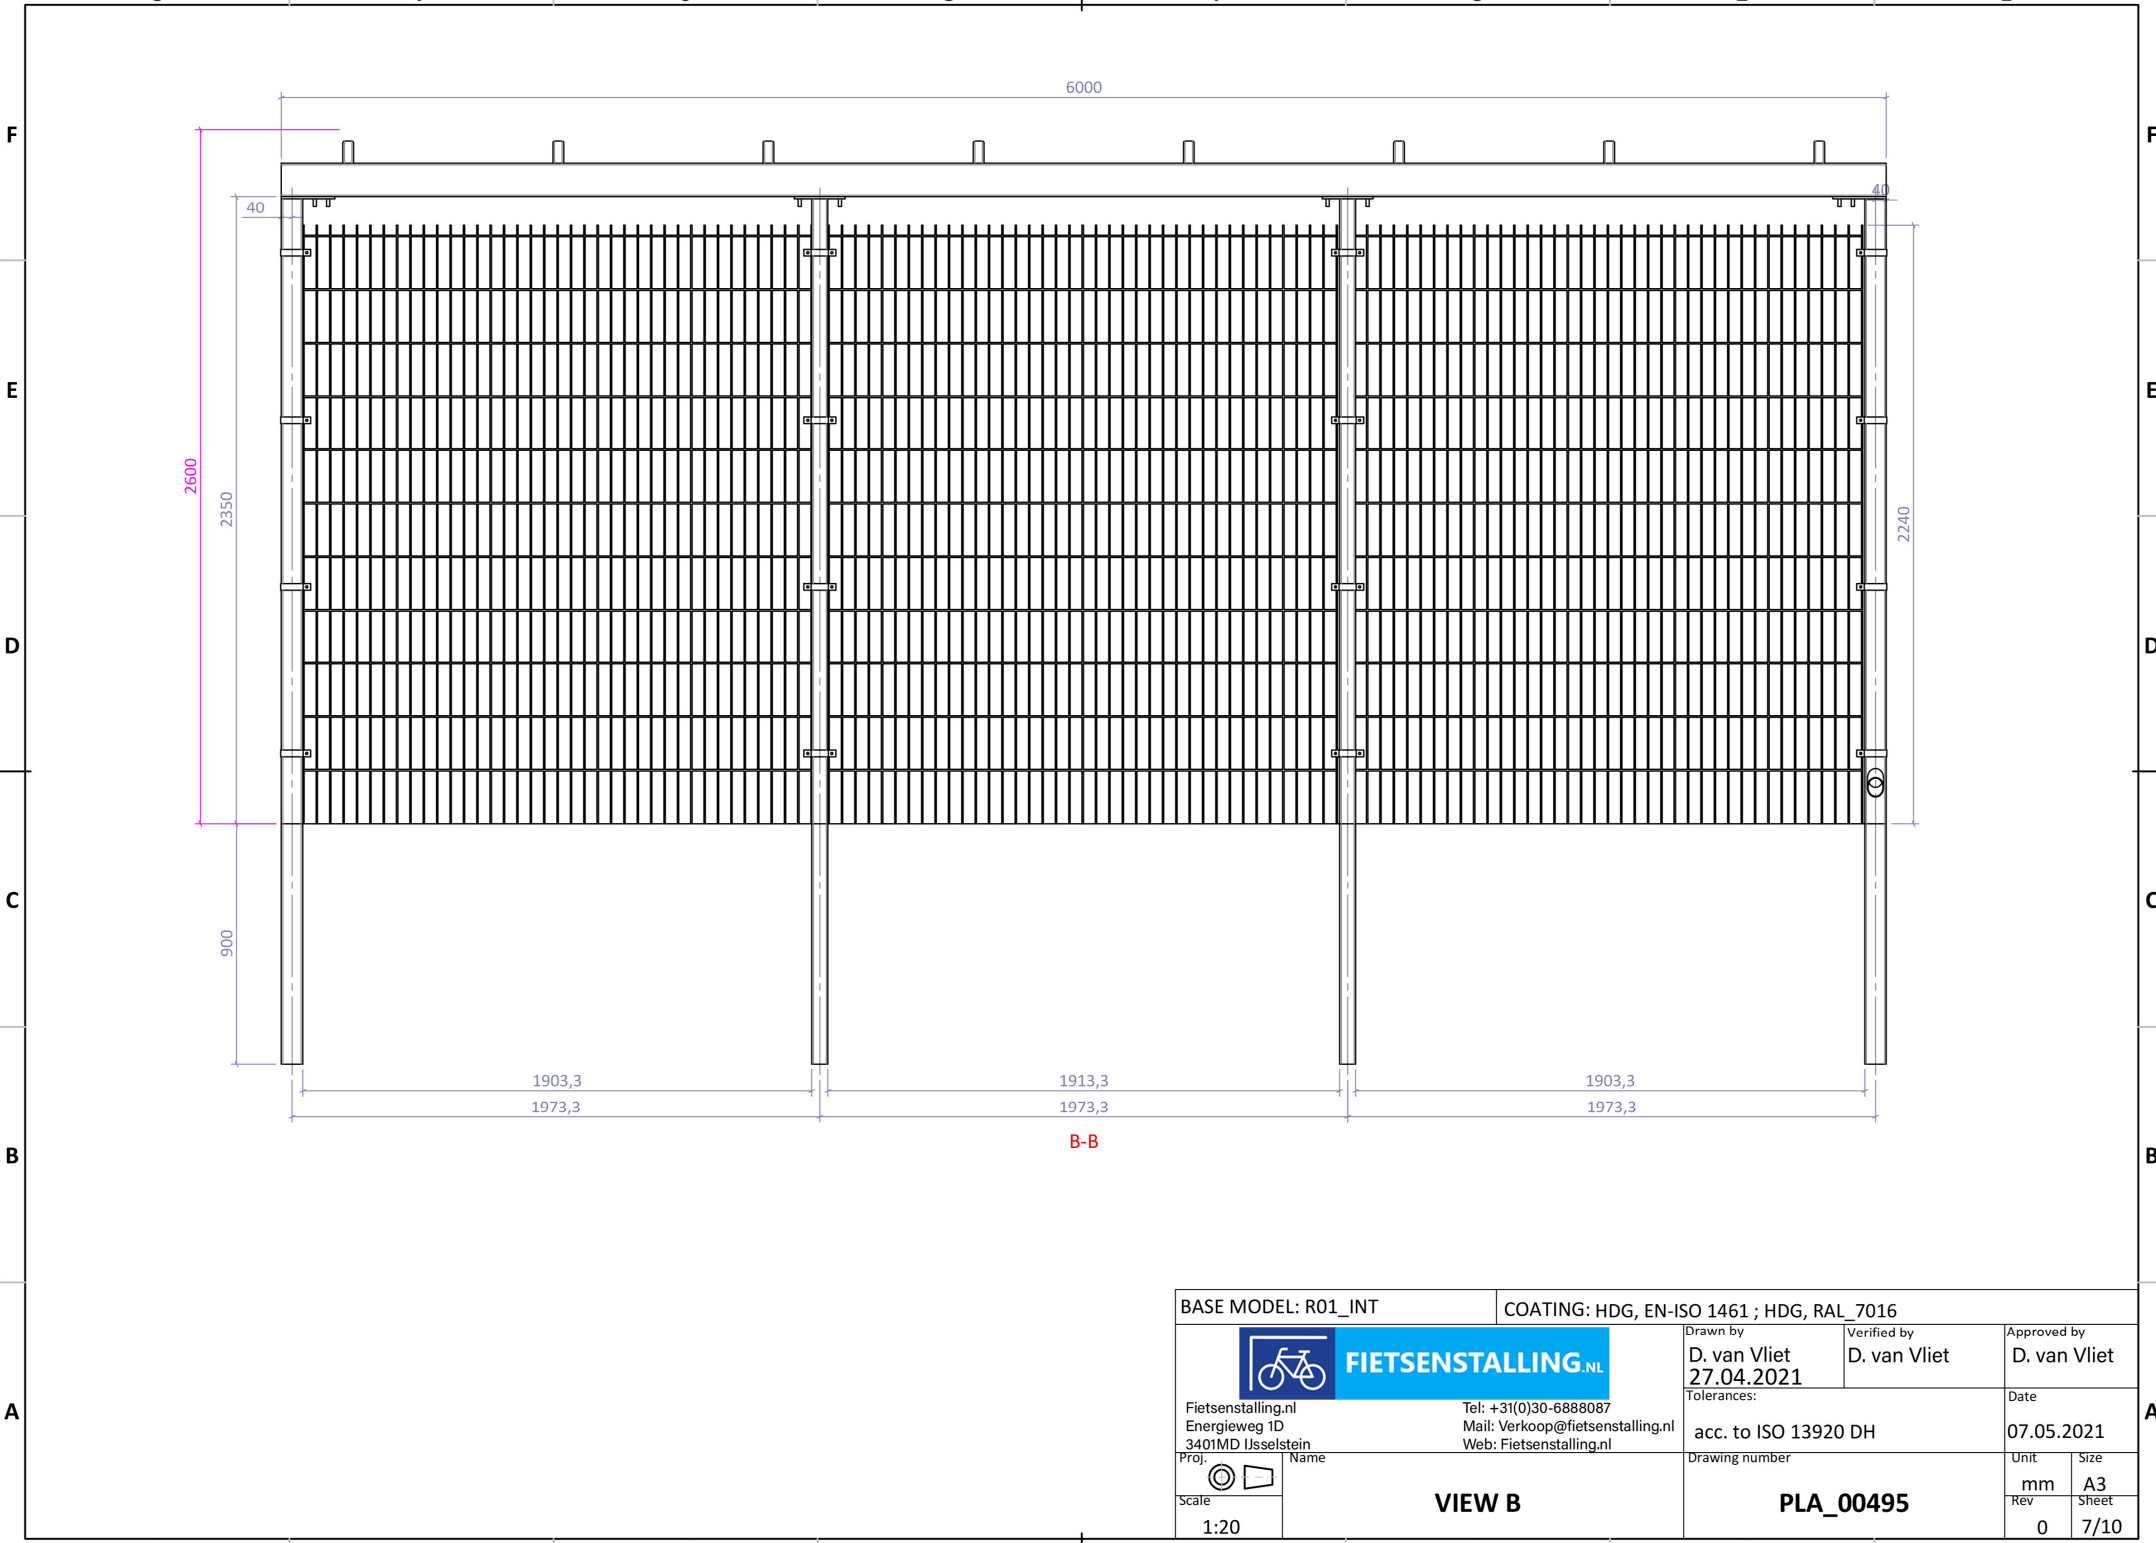 6000
F
F
40
40
2600
2350
2240
E
E
D
D
C
C
900
1903,3
1913,3
1903,3
1973,3
1973,3
1973,3
B-B
B
B
A
A
BASE MODEL: R01_INT
COATING: HDG, EN-ISO 1461 ; HDG, RAL_7016
FIETSENSTALLING.NL
Fietsenstalling.nl
Energieweg 1D
3401MD IJsselstein
Tel: +31(0)30-6888087
Mail: Verkoop@fietsenstalling.nl
Web: Fietsenstalling.nl
Drawn by
D. van Vliet
27.04.2021
Verified by
D. van Vliet
Approved by
D. van Vliet
Tolerances:
acc. to ISO 13920 DH
Date
07.05.2021
Proj.
Scale
1:20
Name
VIEW B
Drawing number
PLA_00495
Unit
mm
Size
A3
Rev
0
Sheet
7/10